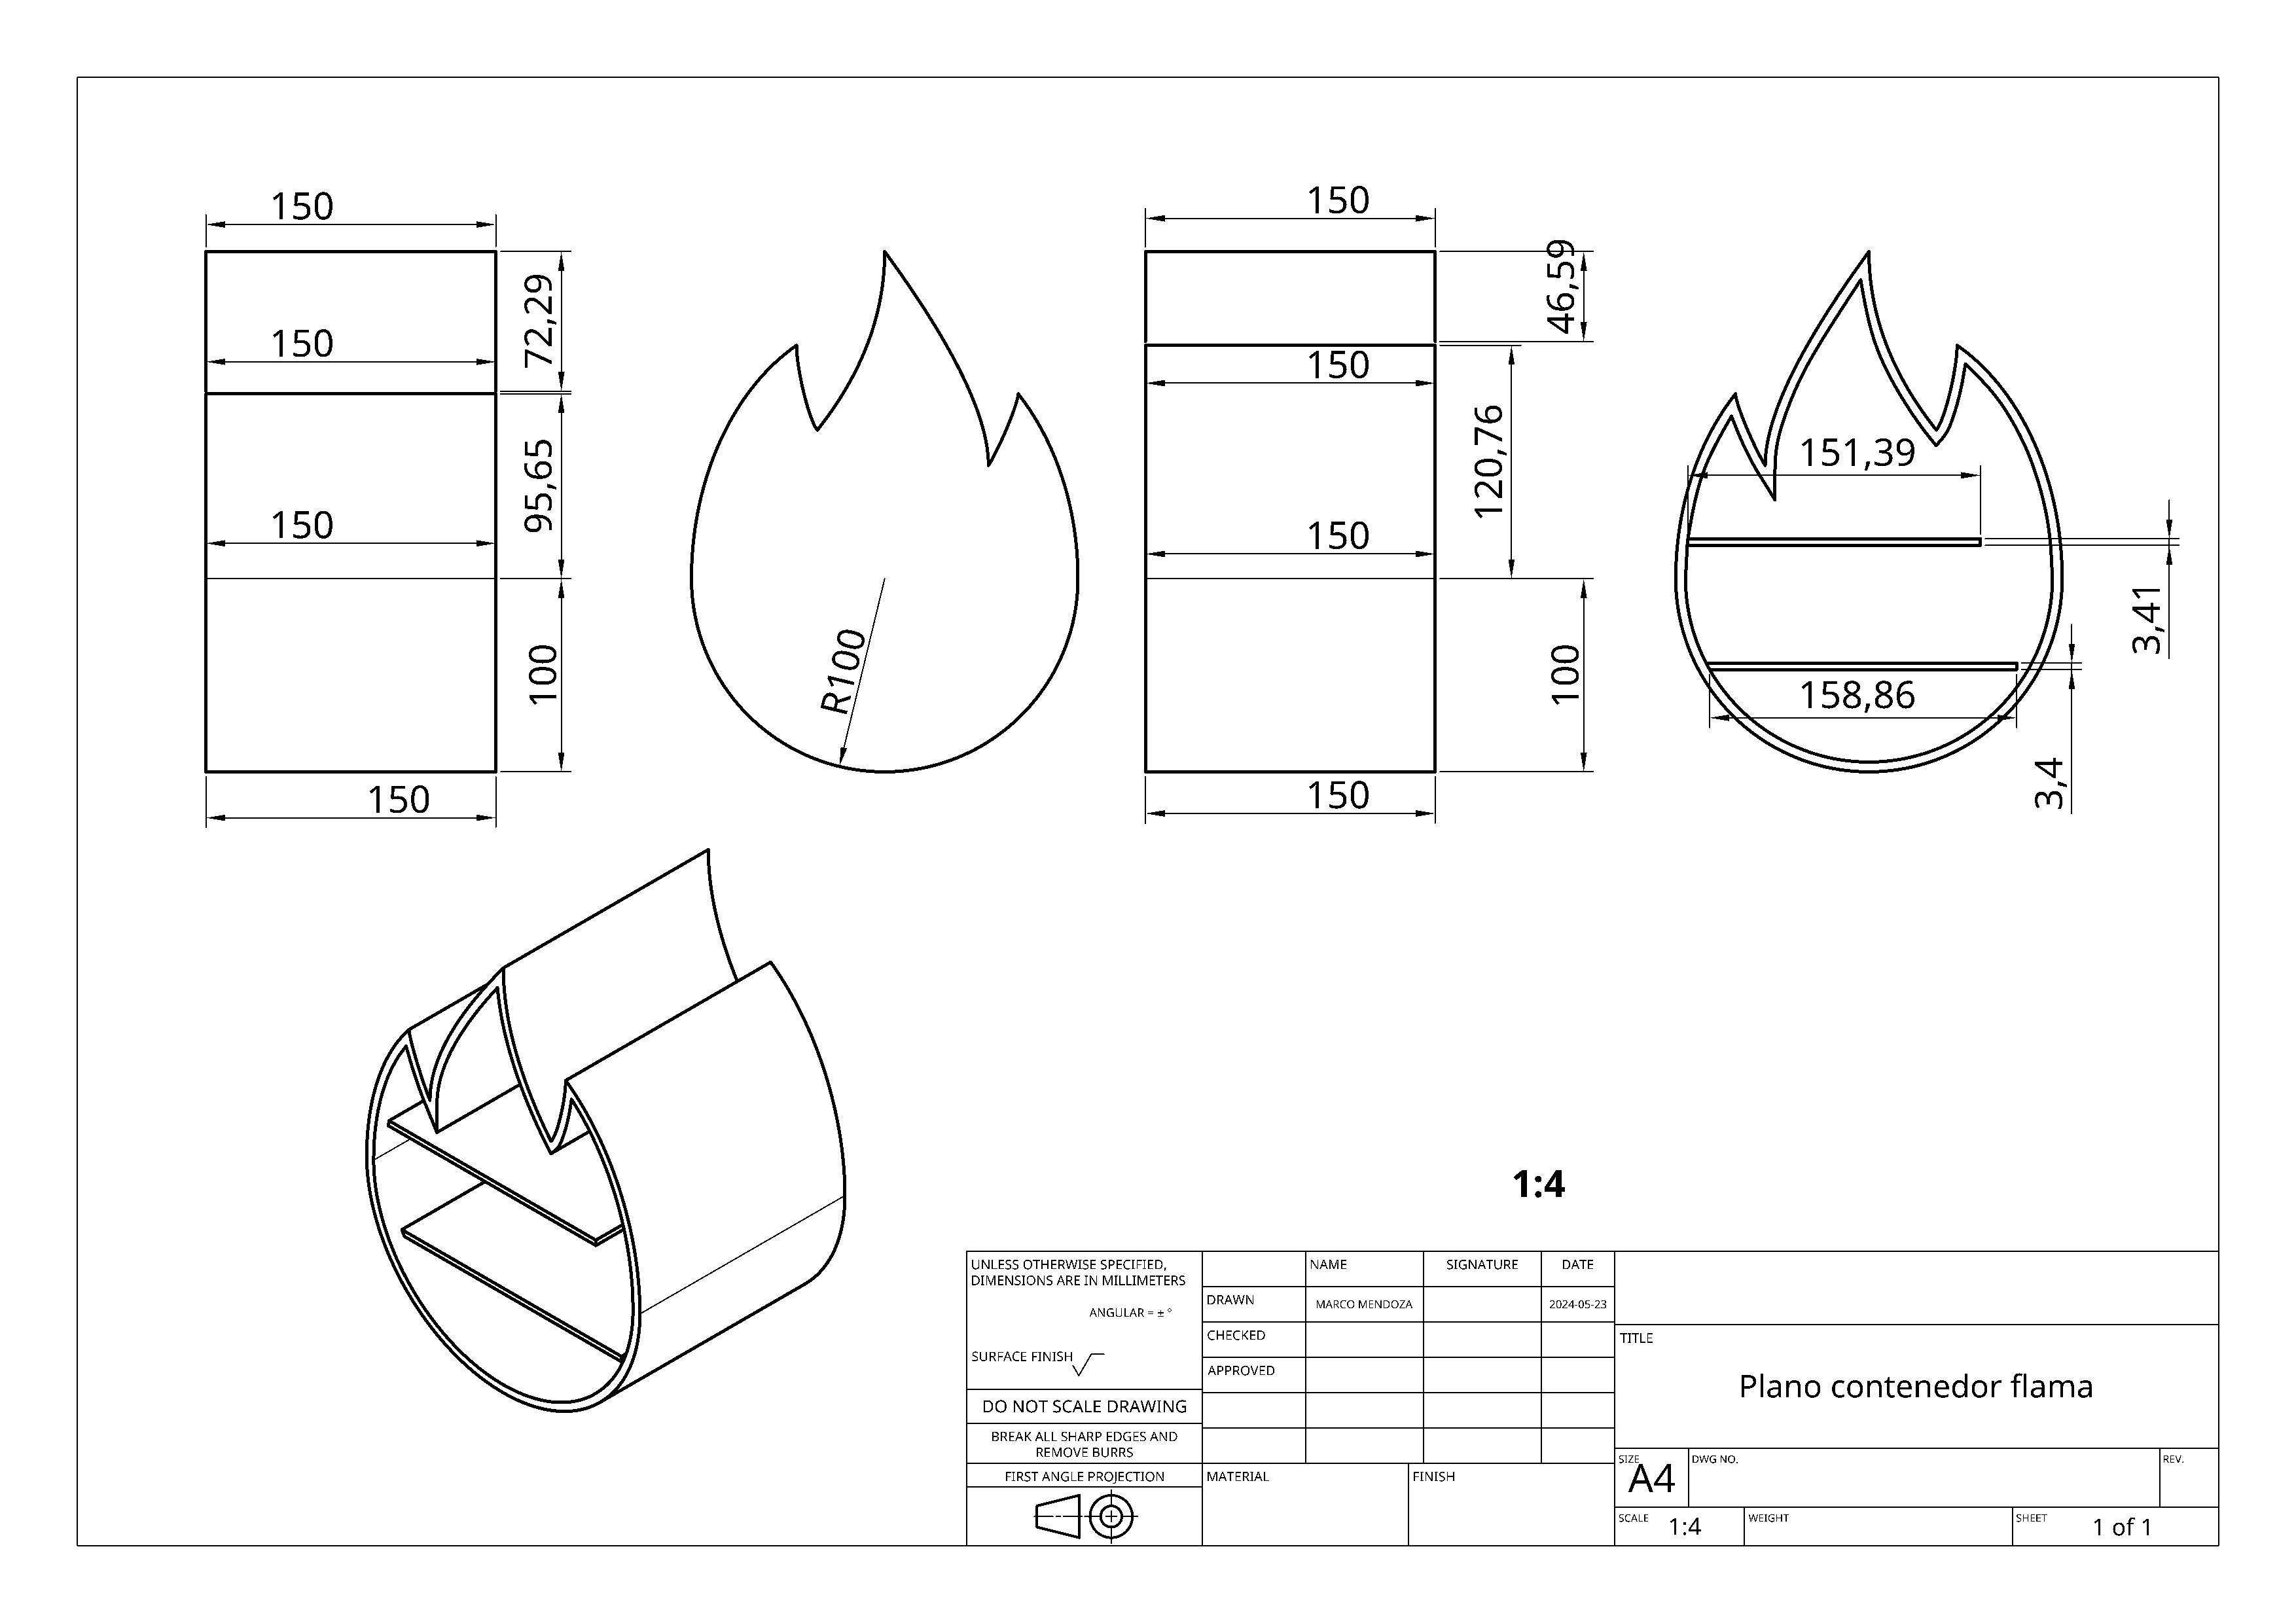 150
72,29
150
95,65
150
100
150
R100
150
46,59
150
120,76
150
100
150
151,39
3,41
158,86
3,4
1:4
UNLESS OTHERWISE SPECIFIED,
DIMENSIONS ARE IN MILLIMETERS
ANGULAR = ± °
SURFACE FINISH
DO NOT SCALE DRAWING
BREAK ALL SHARP EDGES AND
REMOVE BURRS
FIRST ANGLE PROJECTION
NAME SIGNATURE DATE
DRAWN MARCO MENDOZA 2024-05-23
CHECKED
APPROVED
MATERIAL FINISH
TITLE
Plano contenedor flama
SIZE DWG NO. REV.
A4
SCALE 1:4 WEIGHT SHEET 1 of 1